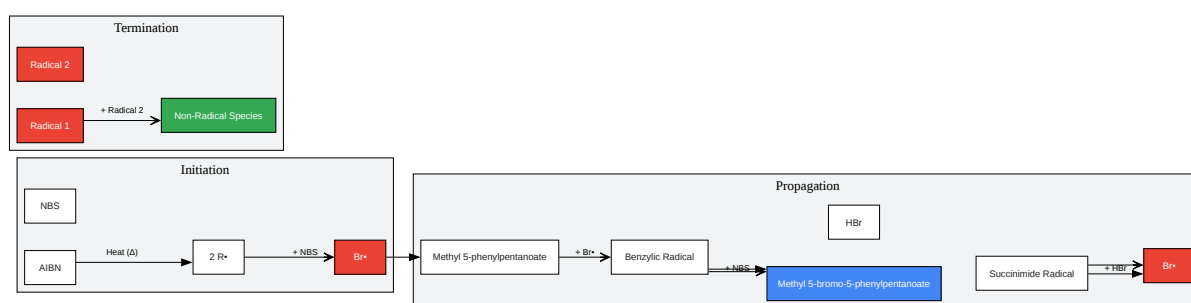 Termination
Radical 2
Radical 1
+ Radical 2
Non-Radical Species
Initiation
NBS
AIBN
Heat (Δ)
2 R•
+ NBS
Br•
Propagation
HBr
Methyl 5-phenylpentanoate
+ Br•
Benzylic Radical
+ NBS
Methyl 5-bromo-5-phenylpentanoate
Succinimide Radical
+ HBr
Br•